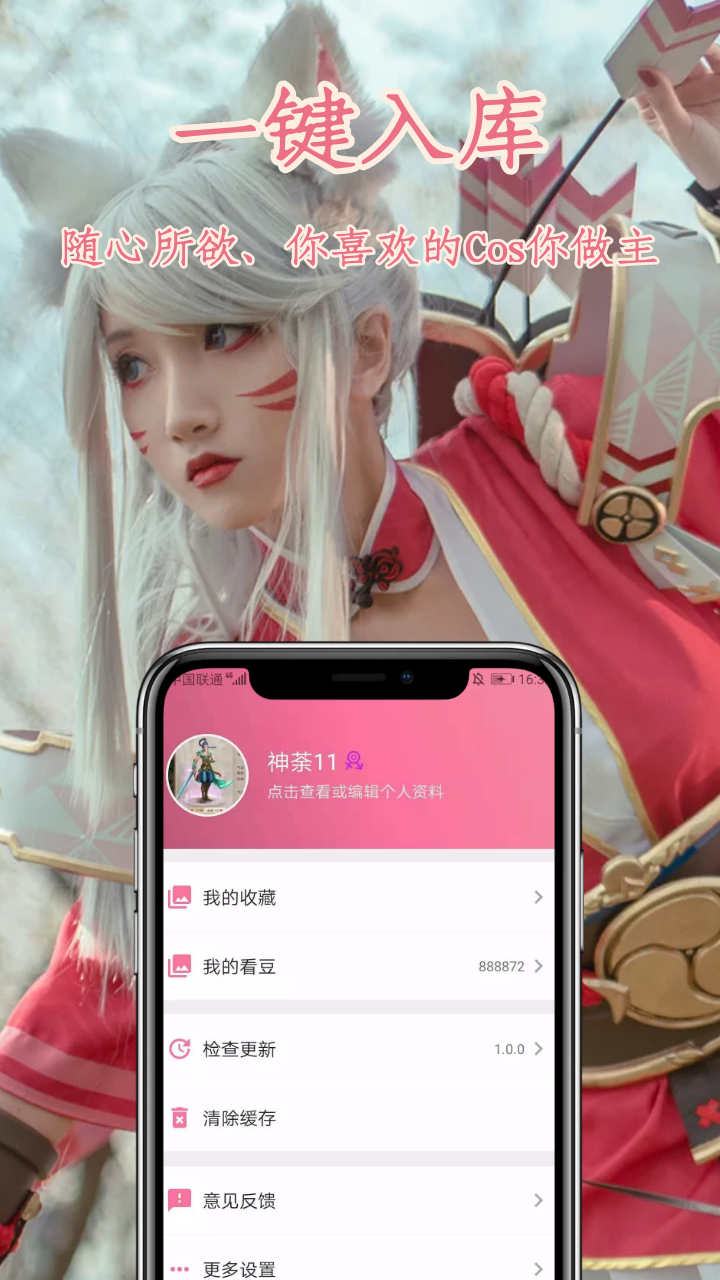 一键入库
随心所欲、你喜欢的Cos你做主
中国联通 4G
神荼11
点击查看或编辑个人资料
我的收藏
我的看豆 888872
检查更新 1.0.0
清除缓存
意见反馈
更多设置